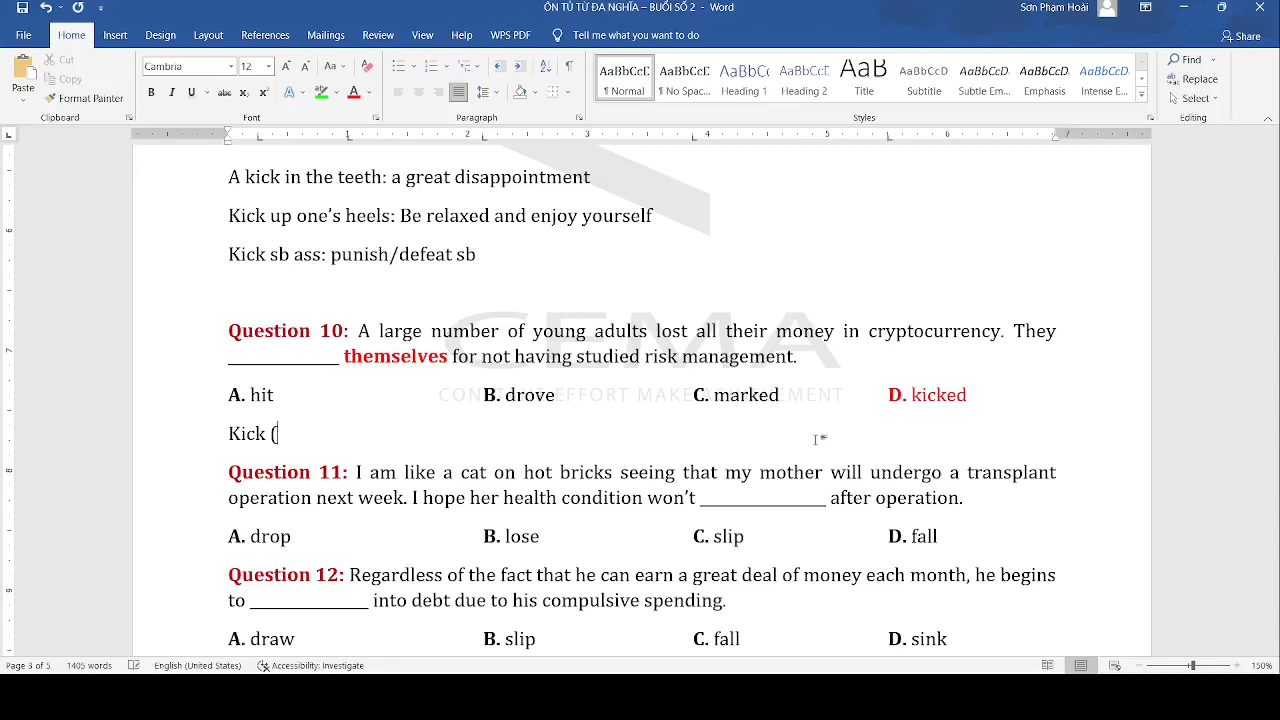 ÔN TỪ TỪ ĐA NGHĨA – BUỔI SỐ 2 - Word
Sơn Phạm Hoài
File Home Insert Design Layout References Mailings Review View Help WPS PDF Tell me what you want to do Share
Paste
Cut
Copy
Format Painter
Cambria 12
AaBbCcD AaBbCcD AaBbC AaBbCc AaB AaBbCcD AaBbCcD AaBbCcD AaBbCcD
¶ Normal ¶ No Spac... Heading 1 Heading 2 Title Subtitle Subtle Em... Emphasis Intense E...
Find
Replace
Select
Clipboard Font Paragraph Styles Editing
A kick in the teeth: a great disappointment
Kick up one’s heels: Be relaxed and enjoy yourself
Kick sb ass: punish/defeat sb
CEMA
CONSTANT EFFORT MAKE ACHIEVEMENT
Question 10: A large number of young adults lost all their money in cryptocurrency. They
______________ themselves for not having studied risk management.
A. hit B. drove C. marked D. kicked
Kick (
Question 11: I am like a cat on hot bricks seeing that my mother will undergo a transplant
operation next week. I hope her health condition won’t ________________ after operation.
A. drop B. lose C. slip D. fall
Question 12: Regardless of the fact that he can earn a great deal of money each month, he begins
to _______________ into debt due to his compulsive spending.
A. draw B. slip C. fall D. sink
Page 3 of 5 1405 words English (United States) Accessibility: Investigate 150%